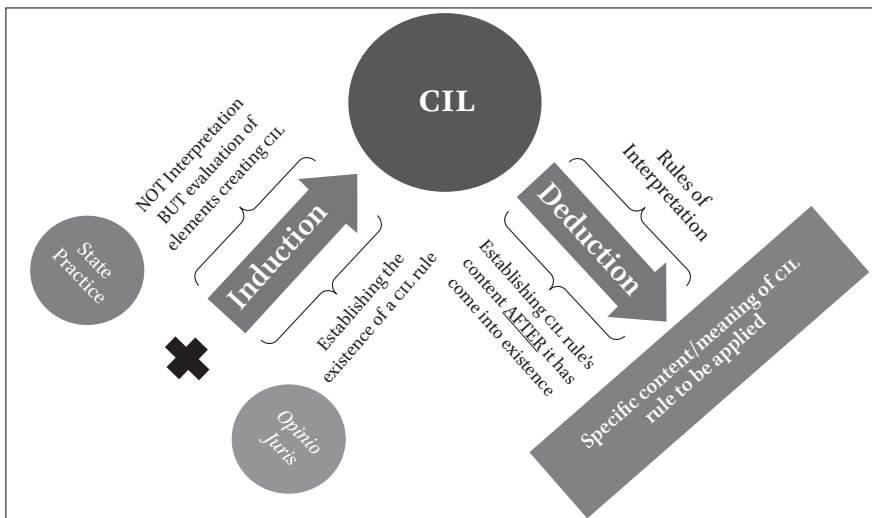 CIL
NOT Interpretation
BUT evaluation of
elements creating CIL
State
Practice
Induction
Establishing the
existence of a CIL rule
Opinio
Juris
Rules of
Interpretation
Deduction
Establishing CIL rule's
content AFTER it has
come into existence
Specific content/meaning of CIL
rule to be applied